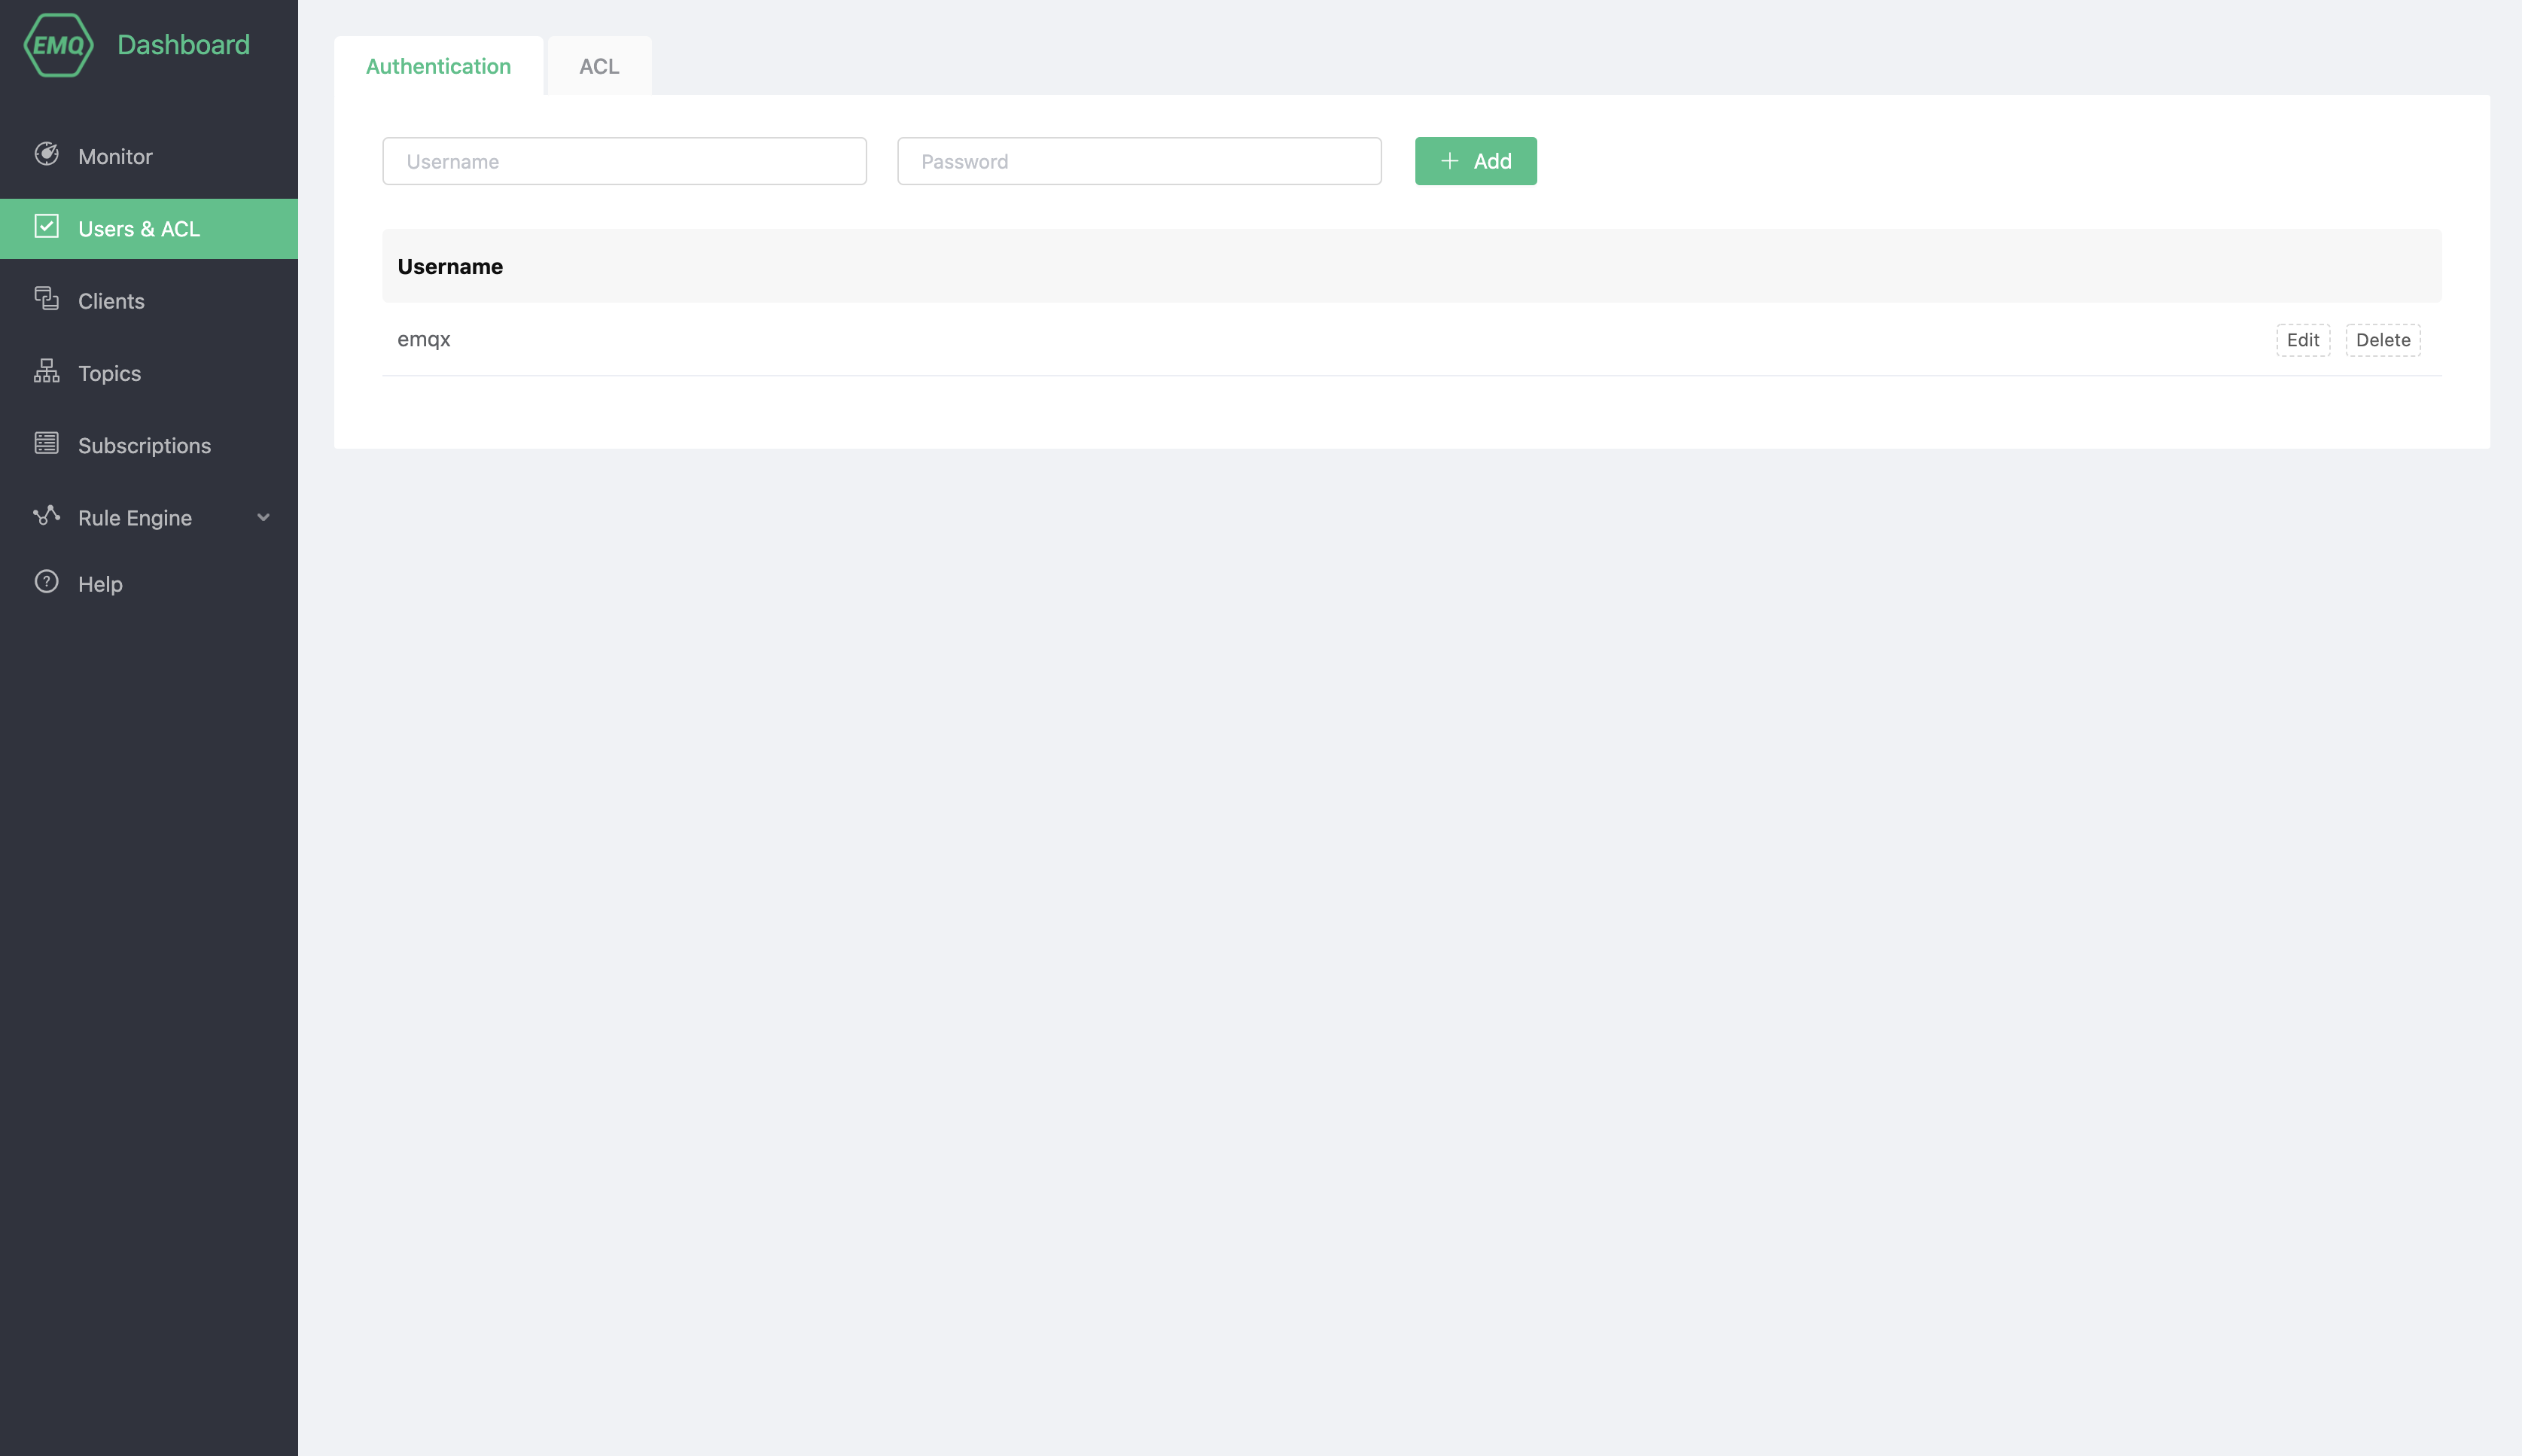 EMQ Dashboard
Monitor
Users & ACL
Clients
Topics
Subscriptions
Rule Engine
Help
Authentication ACL
Username Password + Add
Username
emqx Edit Delete